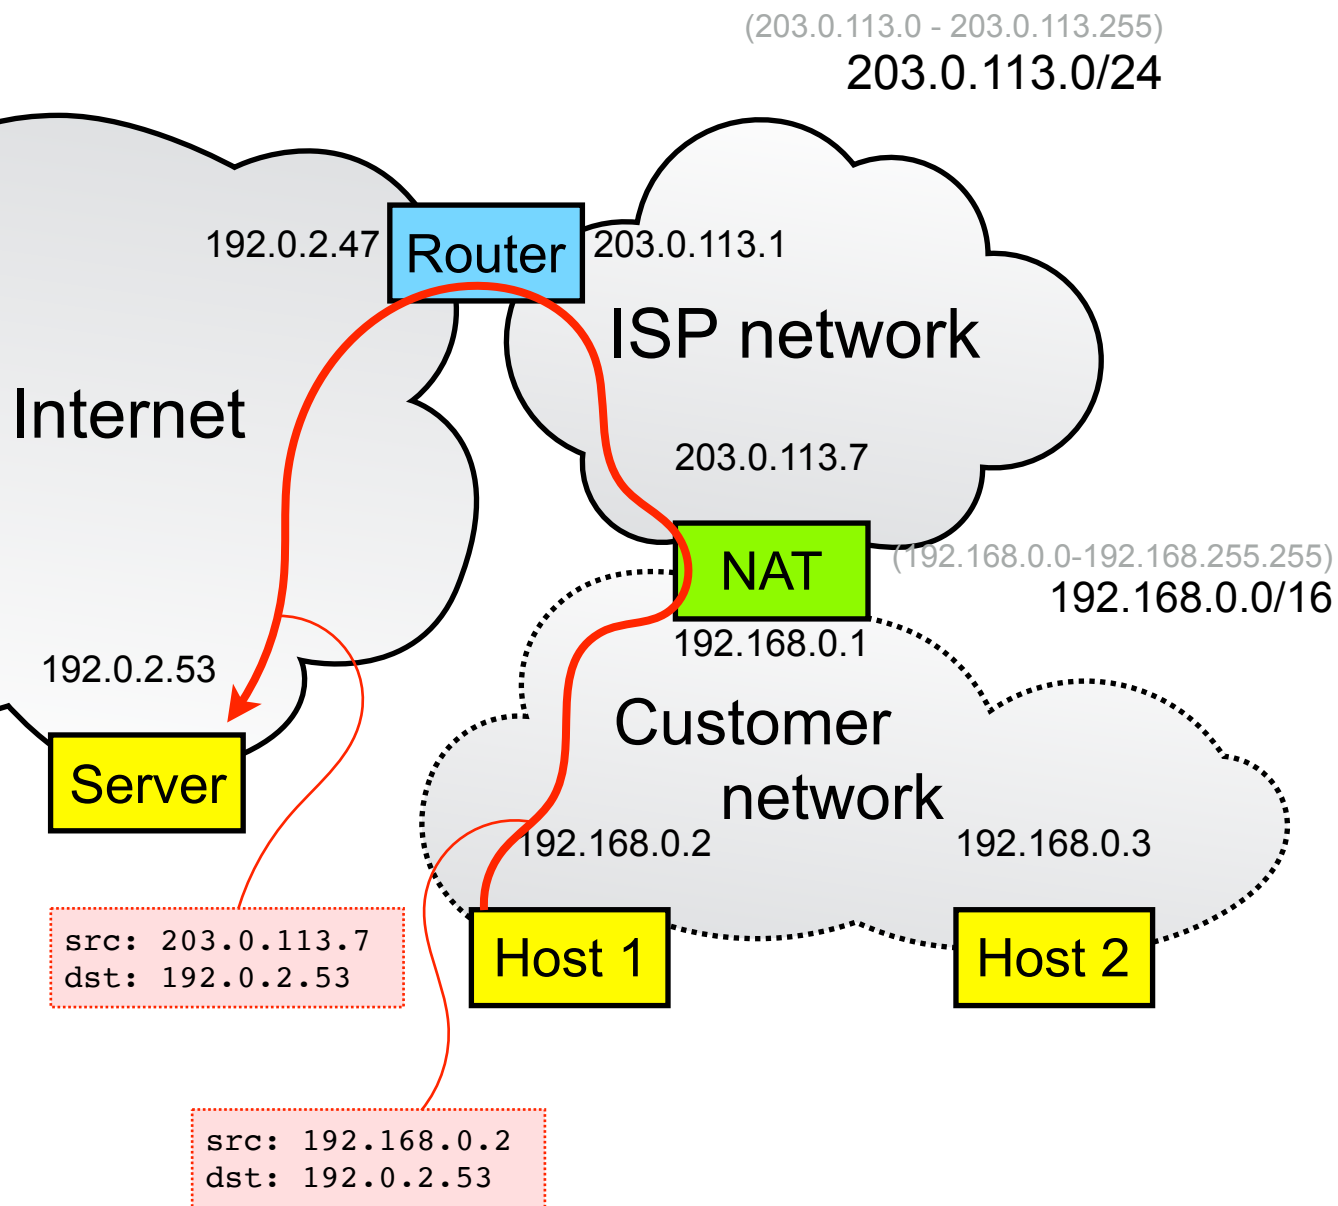 (203.0.113.0 - 203.0.113.255)
203.0.113.0/24
192.0.2.47
Router
203.0.113.1
ISP network
Internet
203.0.113.7
NAT
(192.168.0.0-192.168.255.255)
192.168.0.0/16
192.168.0.1
192.0.2.53
Customer
network
Server
192.168.0.2
192.168.0.3
src: 203.0.113.7
dst: 192.0.2.53
Host 1
Host 2
src: 192.168.0.2
dst: 192.0.2.53